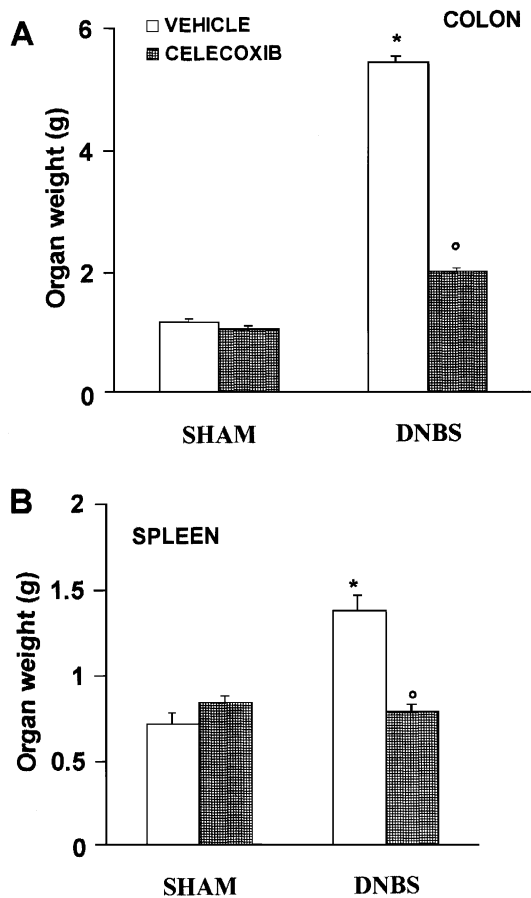 A
VEHICLE
CELECOXIB
COLON
Organ weight (g)
6
4
2
0
*
°
SHAM
DNBS
B
SPLEEN
Organ weight (g)
2
1.5
1
0.5
0
*
°
SHAM
DNBS